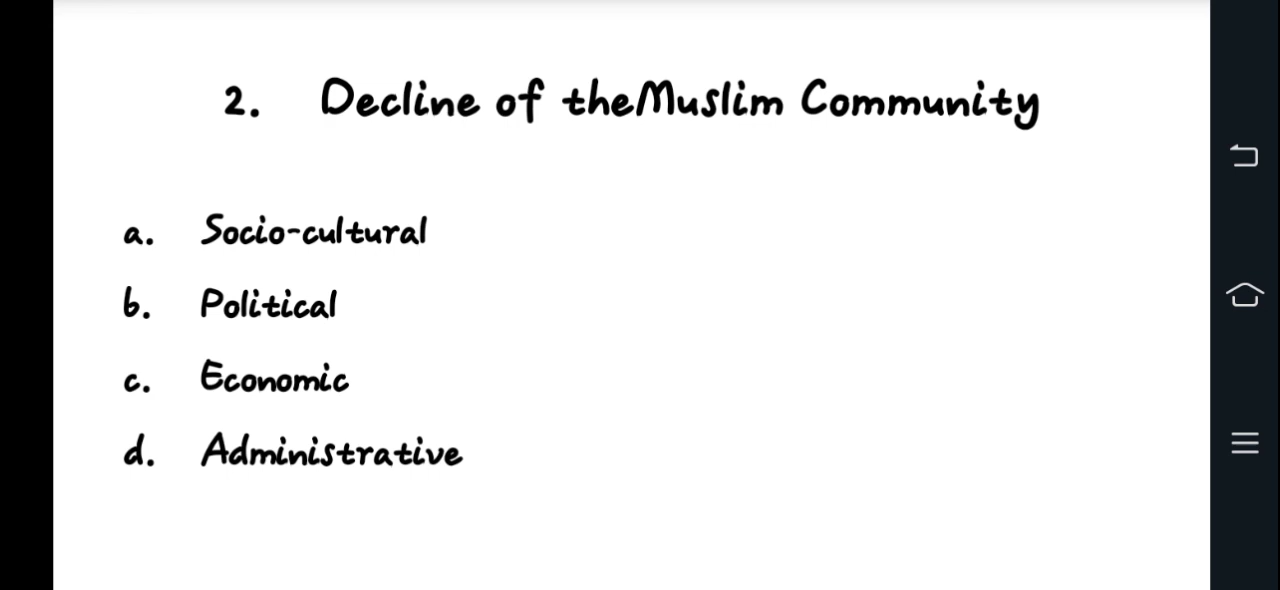 2. Decline of theMuslim Community
a. Socio-cultural
b. Political
c. Economic
d. Administrative